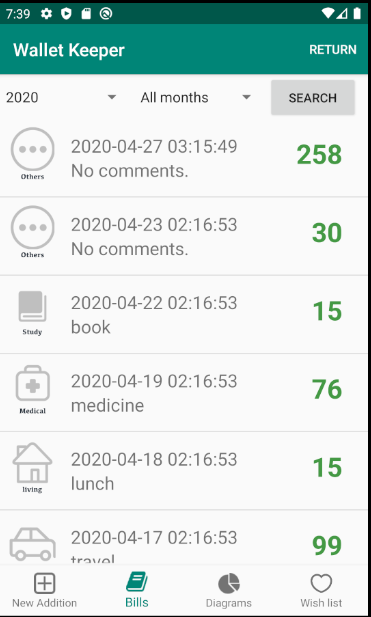 7:39
Wallet Keeper
RETURN
2020
All months
SEARCH
2020-04-27 03:15:49
258
Others
No comments.
2020-04-23 02:16:53
30
Others
No comments.
2020-04-22 02:16:53
15
Study
book
2020-04-19 02:16:53
76
Medical
medicine
2020-04-18 02:16:53
15
living
lunch
2020-04-17 02:16:53
99
travel
New Addition
Bills
Diagrams
Wish list